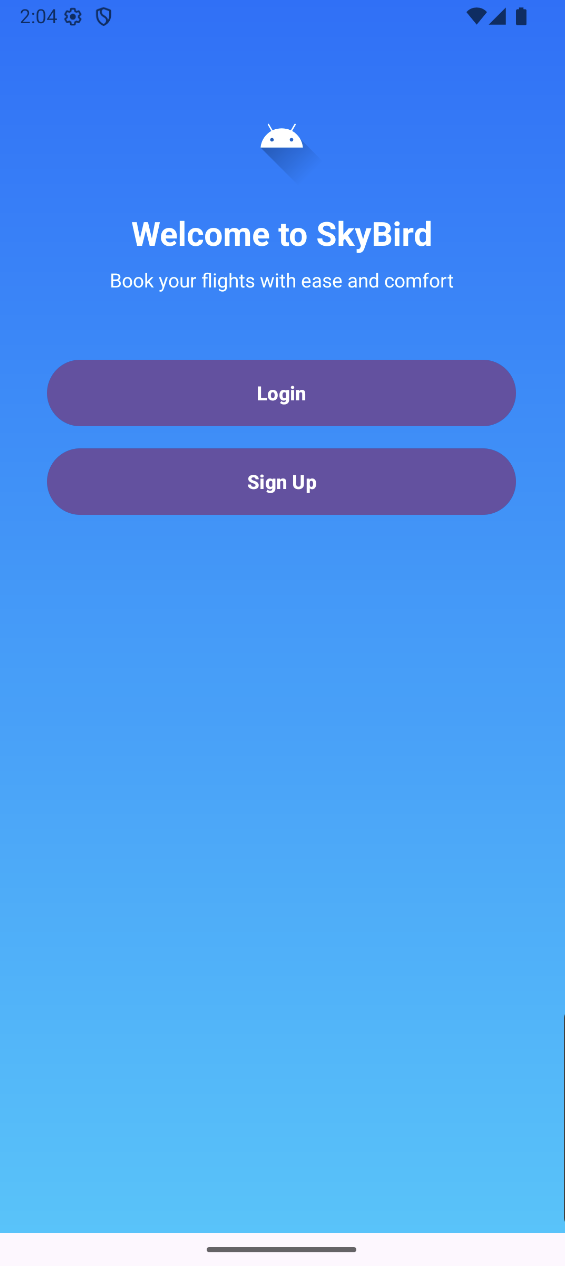 2:04
Welcome to SkyBird
Book your flights with ease and comfort
Login
Sign Up